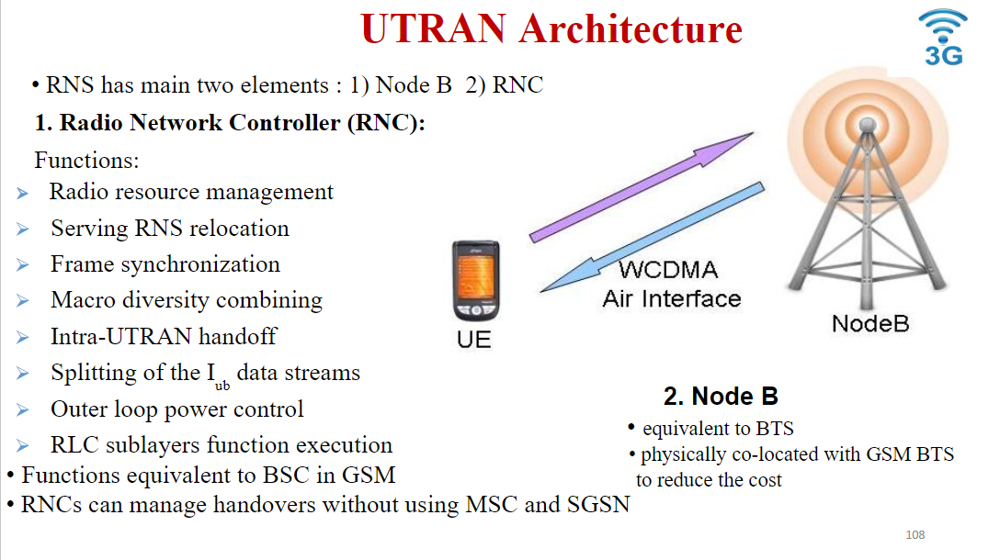 UTRAN Architecture
3G
• RNS has main two elements : 1) Node B 2) RNC
1. Radio Network Controller (RNC):
Functions:
➢ Radio resource management
➢ Serving RNS relocation
➢ Frame synchronization
➢ Macro diversity combining
➢ Intra-UTRAN handoff
➢ Splitting of the Iub data streams
➢ Outer loop power control
➢ RLC sublayers function execution
• Functions equivalent to BSC in GSM
• RNCs can manage handovers without using MSC and SGSN
UE
WCDMA
Air Interface
NodeB
2. Node B
• equivalent to BTS
• physically co-located with GSM BTS
to reduce the cost
108